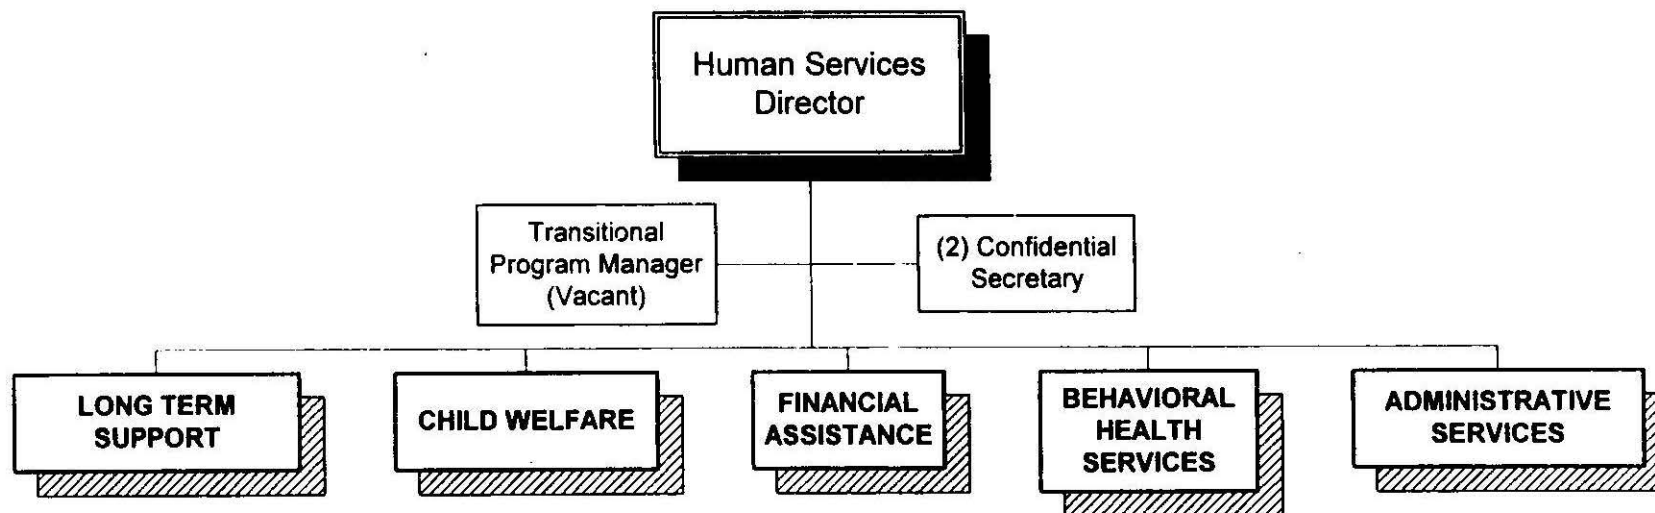 Human Services
Director
Transitional
Program Manager
(Vacant)
(2) Confidential
Secretary
LONG TERM
SUPPORT
CHILD WELFARE
FINANCIAL
ASSISTANCE
BEHAVIORAL
HEALTH
SERVICES
ADMINISTRATIVE
SERVICES